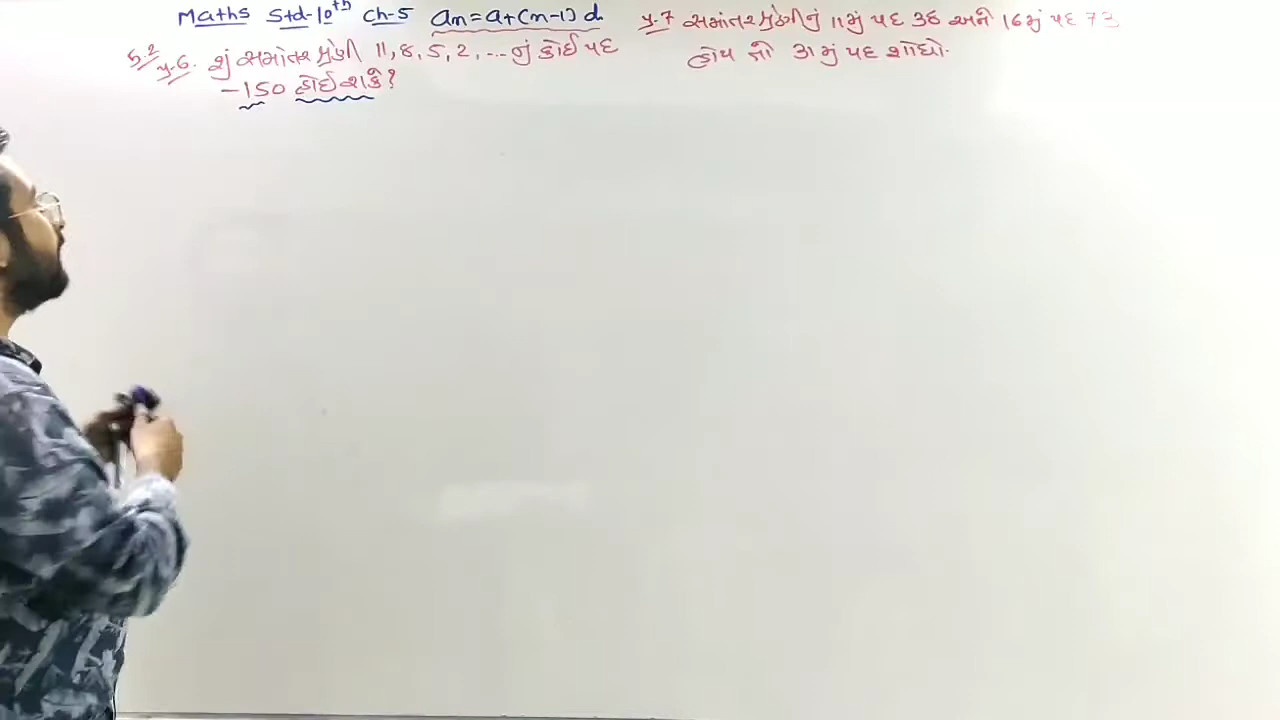 Maths Std-10th Ch-5 an=a+(n-1)d
5.2 પ્ર.6. શું સમાંતર શ્રેણી 11, 8, 5, 2, ... નું કોઈ પદ
-150 હોઈ શકે?
પ્ર.7 સમાંતર શ્રેણીનું 11મું પદ 38 અને 16મું પદ 73
હોય તો 31મું પદ શોધો.